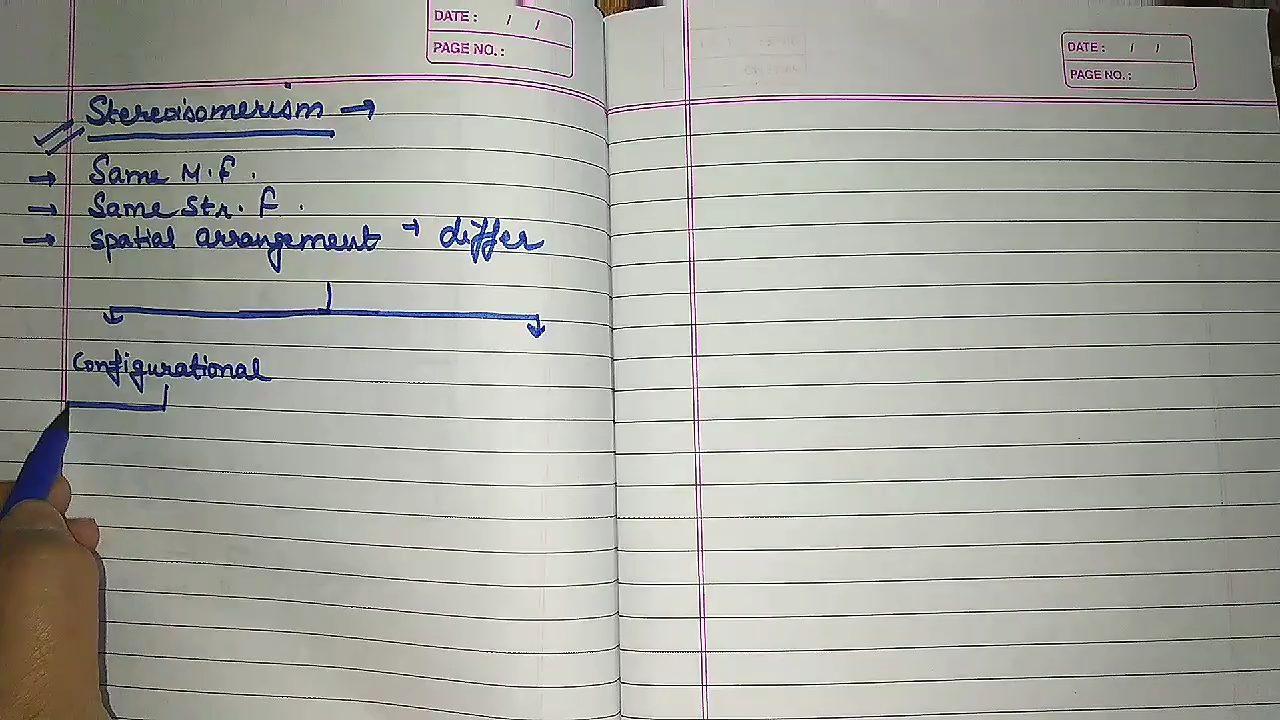 DATE: / /
PAGE NO.:
DATE: / /
PAGE NO.:
Stereoisomerism →
→ Same M.f.
→ Same Str. f.
→ spatial arrangement → differ
Configurational